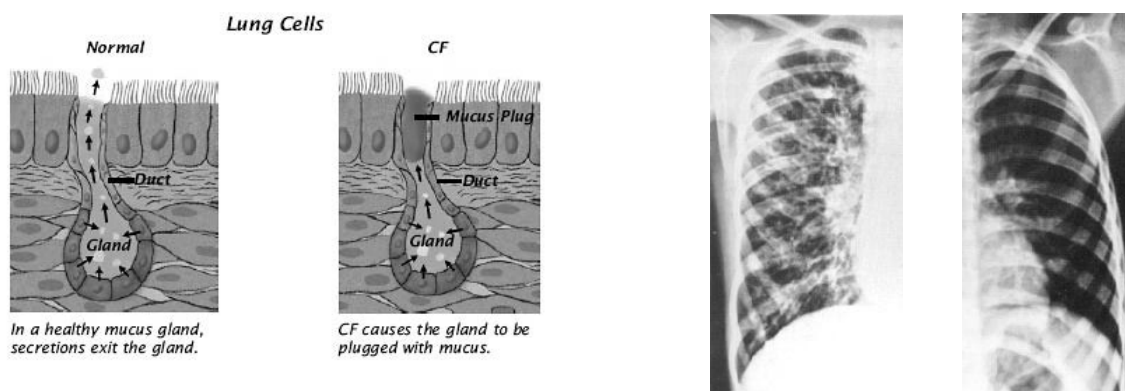 Lung Cells
Normal
CF
Mucus Plug
Duct
Duct
Gland
Gland
In a healthy mucus gland,
secretions exit the gland.
CF causes the gland to be
plugged with mucus.